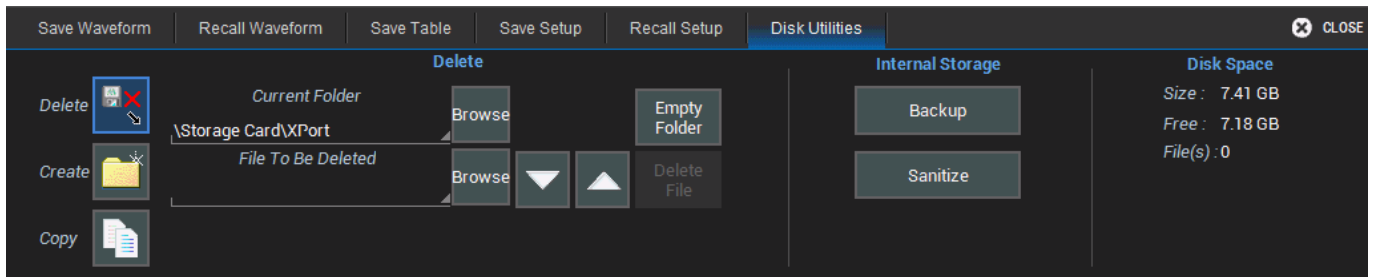 Save Waveform
Recall Waveform
Save Table
Save Setup
Recall Setup
Disk Utilities
CLOSE
Delete
Internal Storage
Disk Space
Delete
Current Folder
\Storage Card\XPort
Browse
Empty
Folder
File To Be Deleted
Browse
Delete
File
Create
Copy
Backup
Sanitize
Size : 7.41 GB
Free : 7.18 GB
File(s) : 0